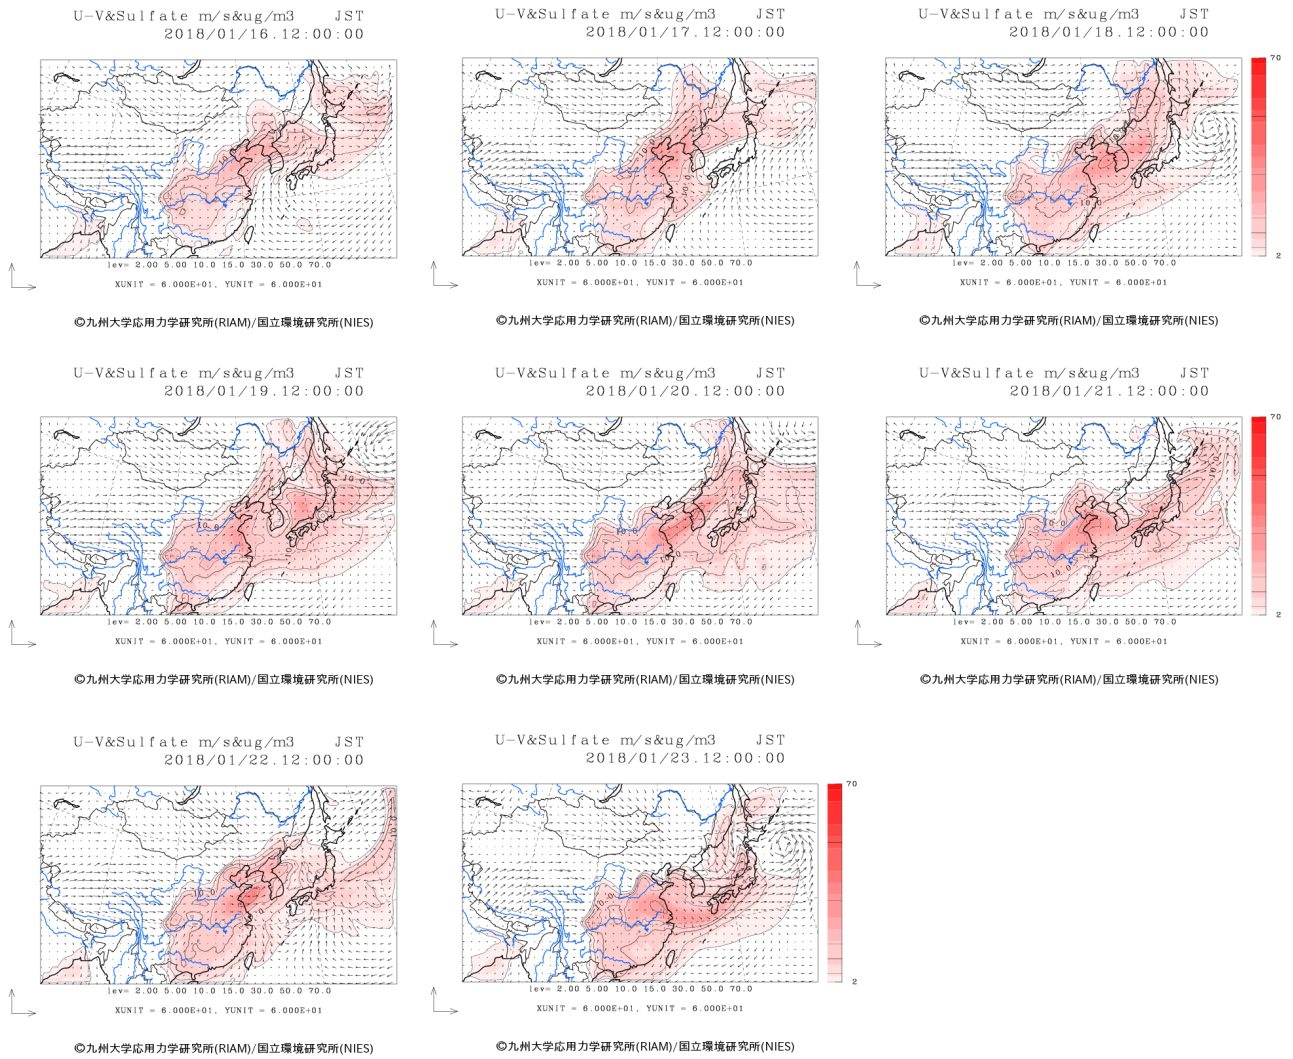 U-V&Sulfate m/s&ug/m3 JST
2018/01/16.12:00:00
10.0
lev= 2.00 5.00 10.0 15.0 30.0 50.0 70.0
XUNIT = 6.000E+01, YUNIT = 6.000E+01
©九州大学応用力学研究所(RIAM)/国立環境研究所(NIES)
U-V&Sulfate m/s&ug/m3 JST
2018/01/17.12:00:00
10.0
lev= 2.00 5.00 10.0 15.0 30.0 50.0 70.0
XUNIT = 6.000E+01, YUNIT = 6.000E+01
©九州大学応用力学研究所(RIAM)/国立環境研究所(NIES)
U-V&Sulfate m/s&ug/m3 JST
2018/01/18.12:00:00
70
10.0
2
lev= 2.00 5.00 10.0 15.0 30.0 50.0 70.0
XUNIT = 6.000E+01, YUNIT = 6.000E+01
©九州大学応用力学研究所(RIAM)/国立環境研究所(NIES)
U-V&Sulfate m/s&ug/m3 JST
2018/01/19.12:00:00
10.0
lev= 2.00 5.00 10.0 15.0 30.0 50.0 70.0
XUNIT = 6.000E+01, YUNIT = 6.000E+01
©九州大学応用力学研究所(RIAM)/国立環境研究所(NIES)
U-V&Sulfate m/s&ug/m3 JST
2018/01/20.12:00:00
10.0
lev= 2.00 5.00 10.0 15.0 30.0 50.0 70.0
XUNIT = 6.000E+01, YUNIT = 6.000E+01
©九州大学応用力学研究所(RIAM)/国立環境研究所(NIES)
U-V&Sulfate m/s&ug/m3 JST
2018/01/21.12:00:00
70
10.0
10.0
10.0
2
lev= 2.00 5.00 10.0 15.0 30.0 50.0 70.0
XUNIT = 6.000E+01, YUNIT = 6.000E+01
©九州大学応用力学研究所(RIAM)/国立環境研究所(NIES)
U-V&Sulfate m/s&ug/m3 JST
2018/01/22.12:00:00
10.0
10.0
lev= 2.00 5.00 10.0 15.0 30.0 50.0 70.0
XUNIT = 6.000E+01, YUNIT = 6.000E+01
©九州大学応用力学研究所(RIAM)/国立環境研究所(NIES)
U-V&Sulfate m/s&ug/m3 JST
2018/01/23.12:00:00
70
10.0
2
lev= 2.00 5.00 10.0 15.0 30.0 50.0 70.0
XUNIT = 6.000E+01, YUNIT = 6.000E+01
©九州大学応用力学研究所(RIAM)/国立環境研究所(NIES)